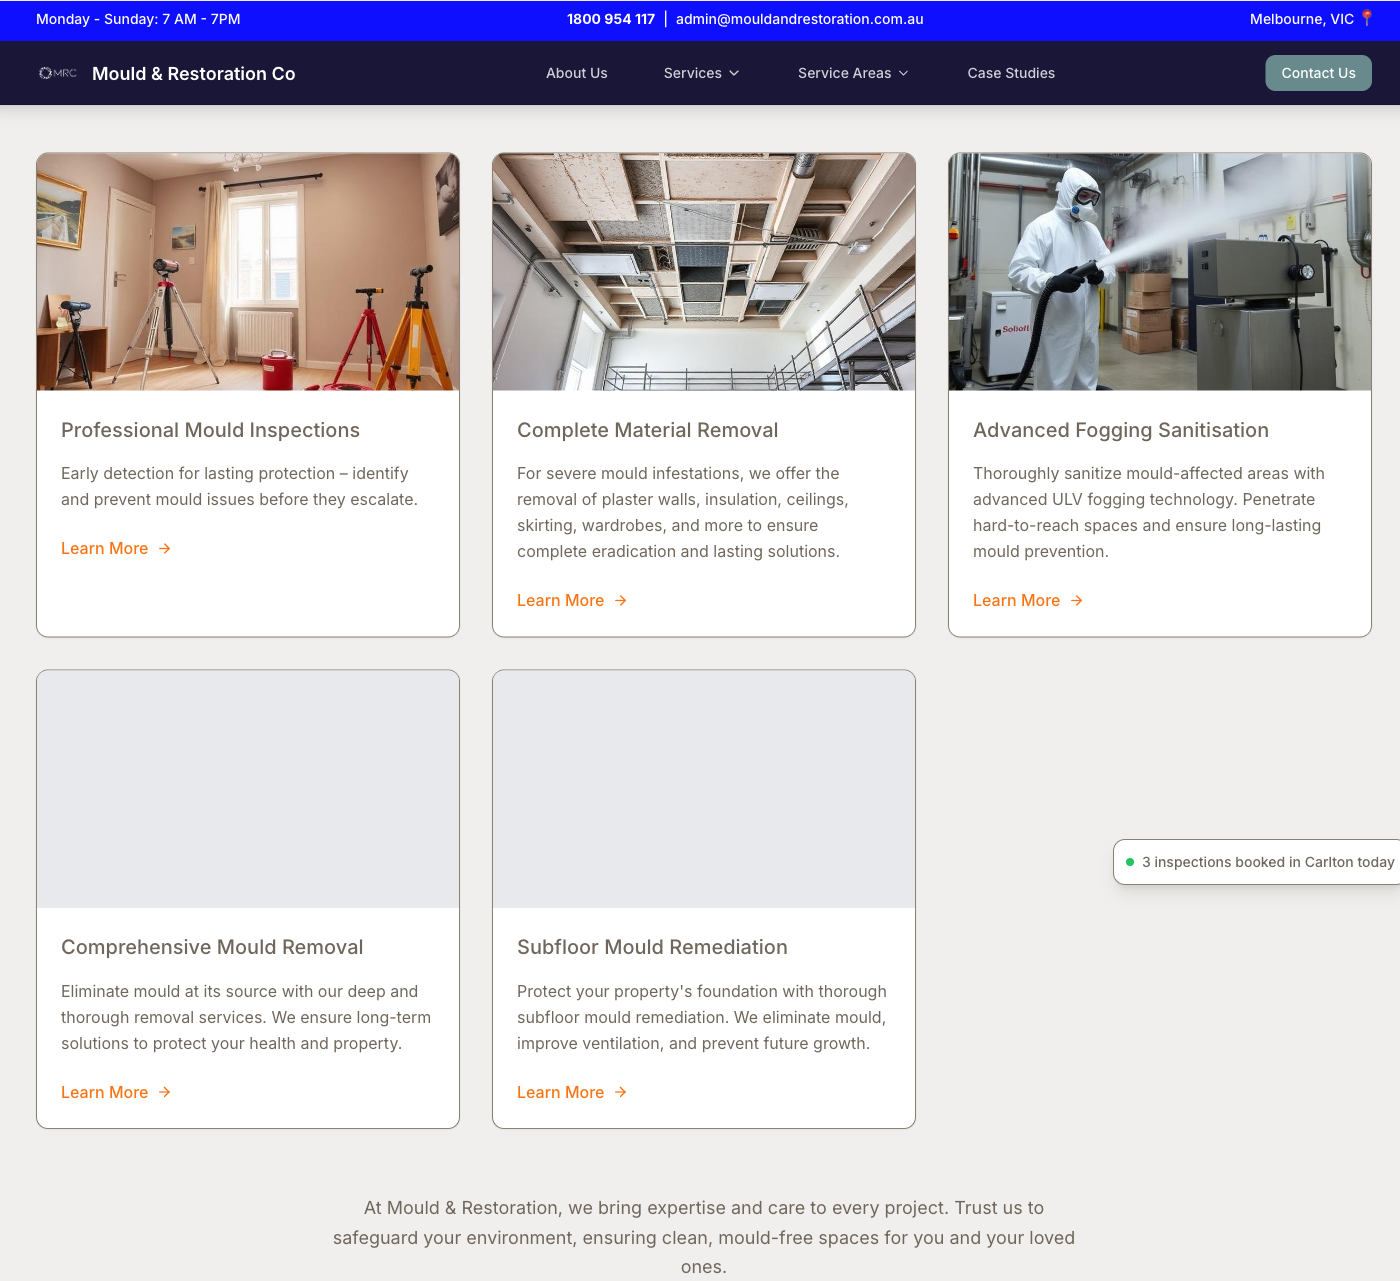 Monday - Sunday: 7 AM - 7PM
1800 954 117 | admin@mouldandrestoration.com.au
Melbourne, VIC
MRC
Mould & Restoration Co
About Us
Services
Service Areas
Case Studies
Contact Us
Professional Mould Inspections
Early detection for lasting protection – identify
and prevent mould issues before they escalate.
Learn More →
Complete Material Removal
For severe mould infestations, we offer the
removal of plaster walls, insulation, ceilings,
skirting, wardrobes, and more to ensure
complete eradication and lasting solutions.
Learn More →
Advanced Fogging Sanitisation
Thoroughly sanitize mould-affected areas with
advanced ULV fogging technology. Penetrate
hard-to-reach spaces and ensure long-lasting
mould prevention.
Learn More →
Comprehensive Mould Removal
Eliminate mould at its source with our deep and
thorough removal services. We ensure long-term
solutions to protect your health and property.
Learn More →
Subfloor Mould Remediation
Protect your property's foundation with thorough
subfloor mould remediation. We eliminate mould,
improve ventilation, and prevent future growth.
Learn More →
3 inspections booked in Carlton today
At Mould & Restoration, we bring expertise and care to every project. Trust us to
safeguard your environment, ensuring clean, mould-free spaces for you and your loved
ones.